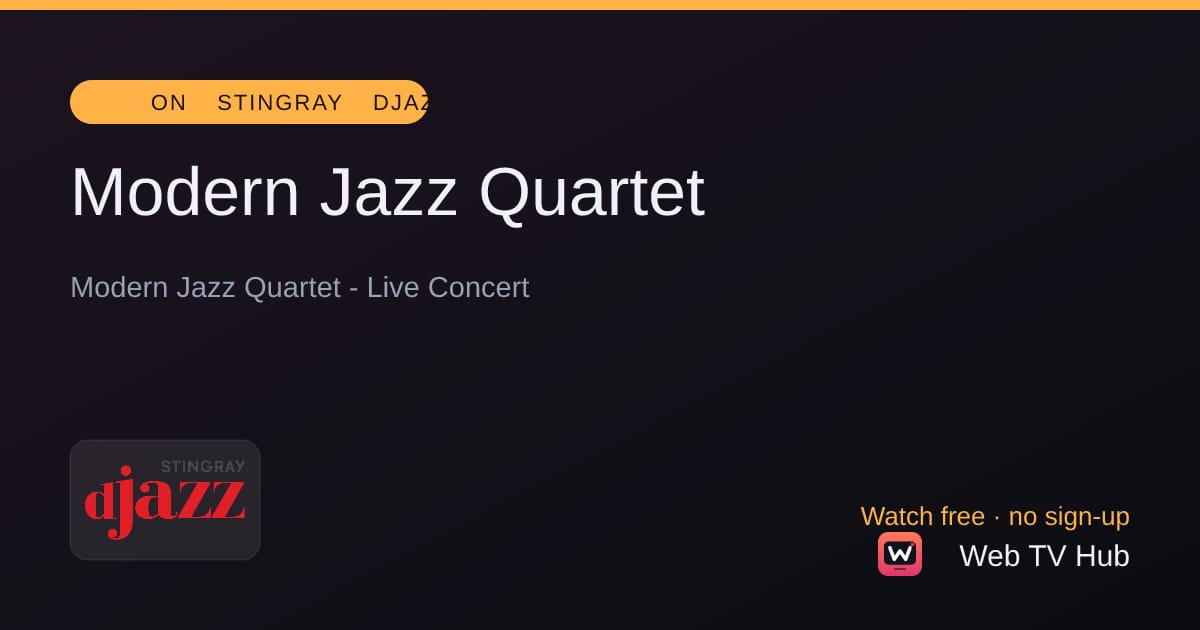 ON STINGRAY DJAZ
Modern Jazz Quartet
Modern Jazz Quartet - Live Concert
STINGRAY
djazz
Watch free · no sign-up
W
Web TV Hub